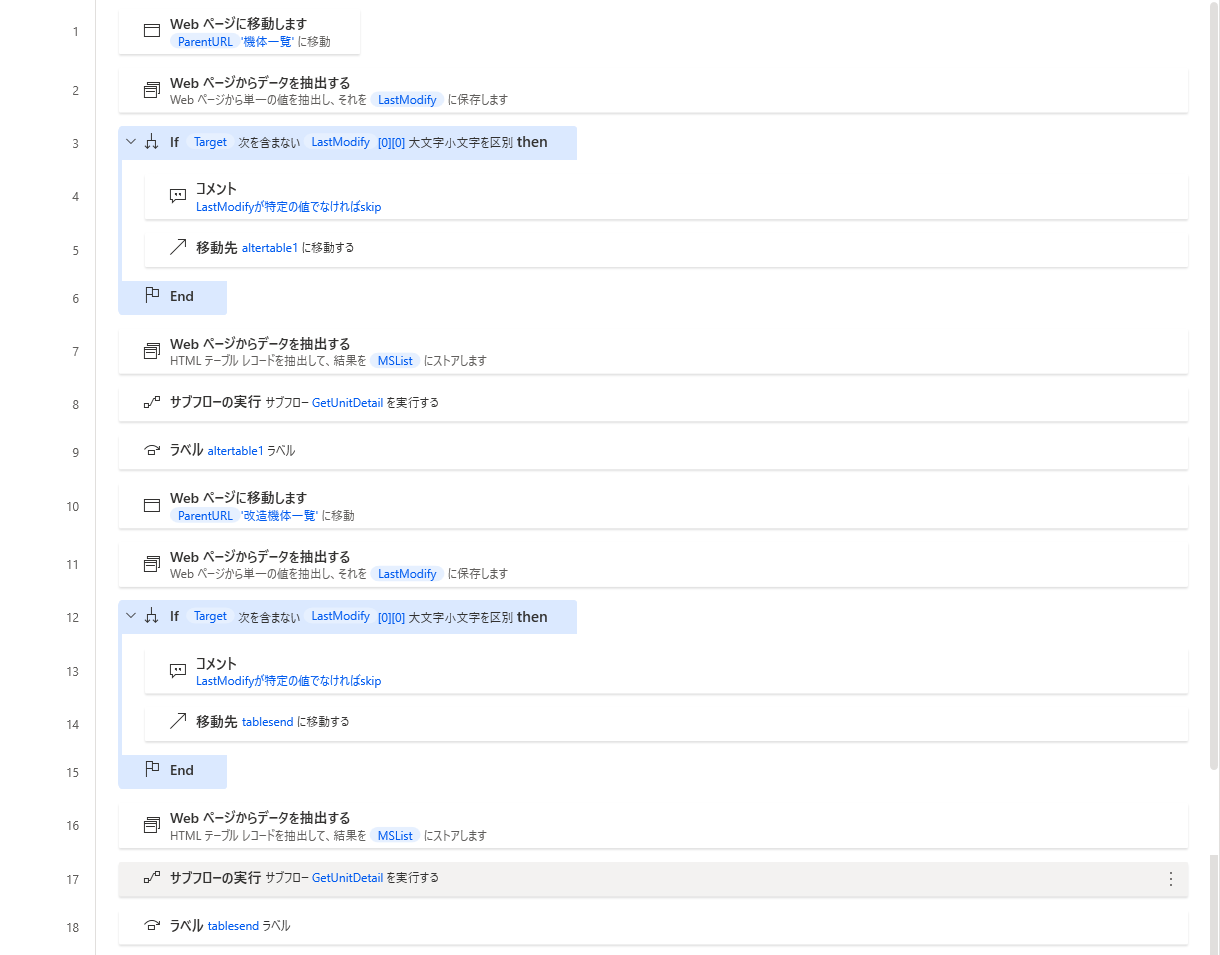 1
Web ページに移動します
ParentURL '機体一覧' に移動
2
Web ページからデータを抽出する
Web ページから単一の値を抽出し、それを LastModify に保存します
3
If Target 次を含まない LastModify [0][0] 大文字小文字を区別 then
4
コメント
LastModifyが特定の値でなければskip
5
移動先 altertable1 に移動する
6
End
7
Web ページからデータを抽出する
HTML テーブル レコードを抽出して、結果を MSList にストアします
8
サブフローの実行 サブフロー GetUnitDetail を実行する
9
ラベル altertable1 ラベル
10
Web ページに移動します
ParentURL '改造機体一覧' に移動
11
Web ページからデータを抽出する
Web ページから単一の値を抽出し、それを LastModify に保存します
12
If Target 次を含まない LastModify [0][0] 大文字小文字を区別 then
13
コメント
LastModifyが特定の値でなければskip
14
移動先 tablesend に移動する
15
End
16
Web ページからデータを抽出する
HTML テーブル レコードを抽出して、結果を MSList にストアします
17
サブフローの実行 サブフロー GetUnitDetail を実行する
18
ラベル tablesend ラベル